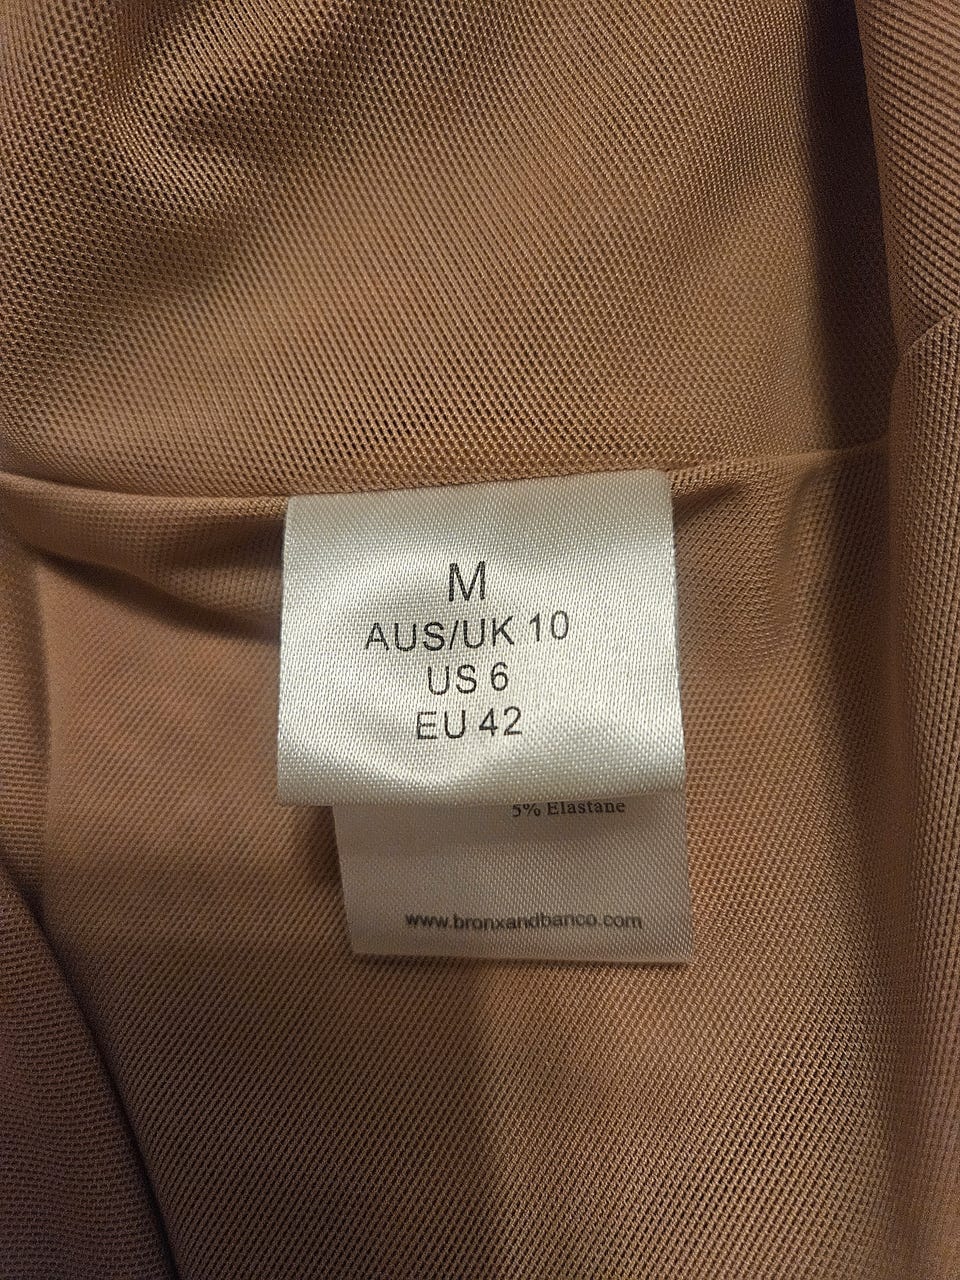 M
AUS/UK 10
US 6
EU 42
5% Elastane
www.bronxandbanco.com